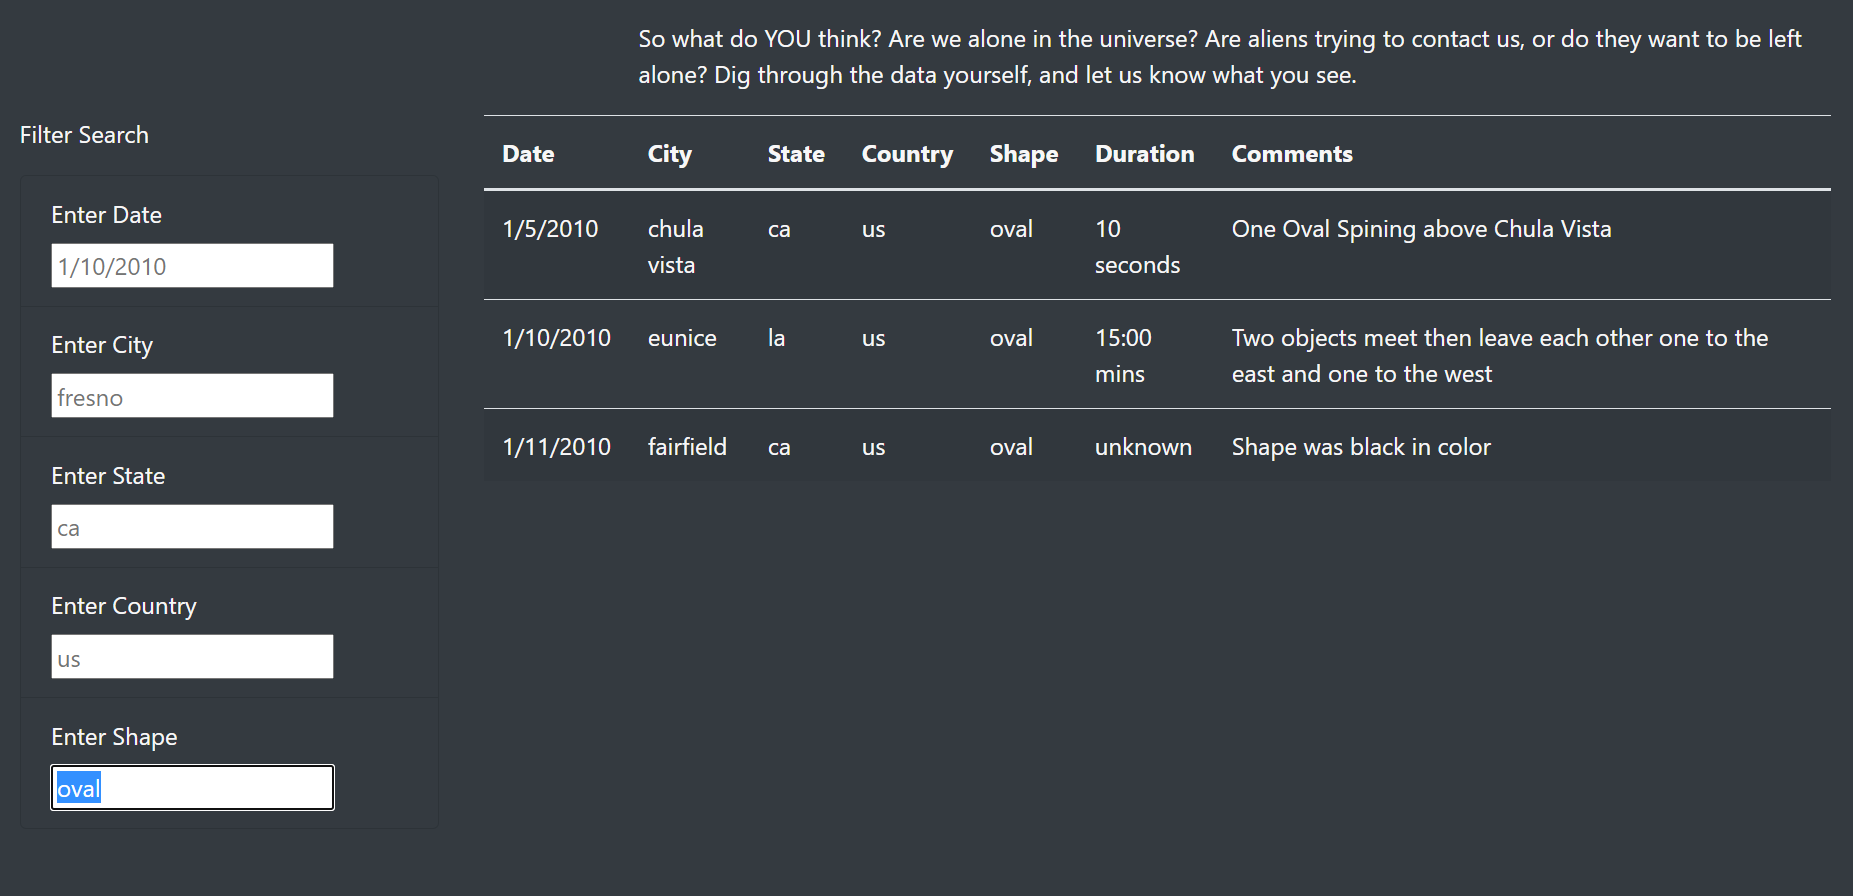 So what do YOU think? Are we alone in the universe? Are aliens trying to contact us, or do they want to be left
alone? Dig through the data yourself, and let us know what you see.
Filter Search
Enter Date
1/10/2010
Enter City
fresno
Enter State
ca
Enter Country
us
Enter Shape
oval
Date City State Country Shape Duration Comments
1/5/2010 chula ca us oval 10 One Oval Spining above Chula Vista
vista seconds
1/10/2010 eunice la us oval 15:00 Two objects meet then leave each other one to the
mins east and one to the west
1/11/2010 fairfield ca us oval unknown Shape was black in color